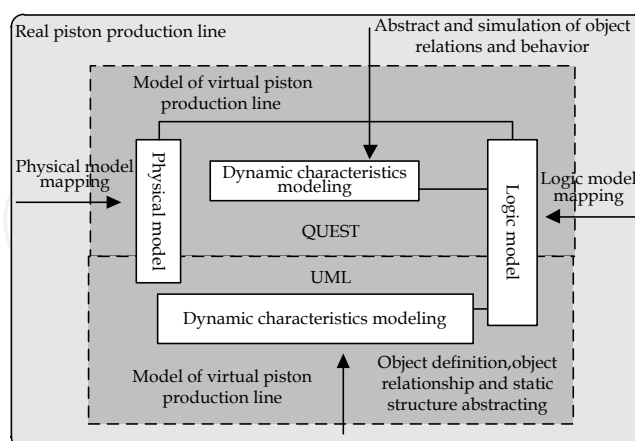 Real piston production line
Abstract and simulation of object
relations and behavior
Model of virtual piston
production line
Physical model
mapping
Physical model
Dynamic characteristics
modeling
Logic model
Logic model
mapping
QUEST
UML
Dynamic characteristics modeling
Model of virtual piston
production line
Object definition,object
relationship and static
structure abstracting